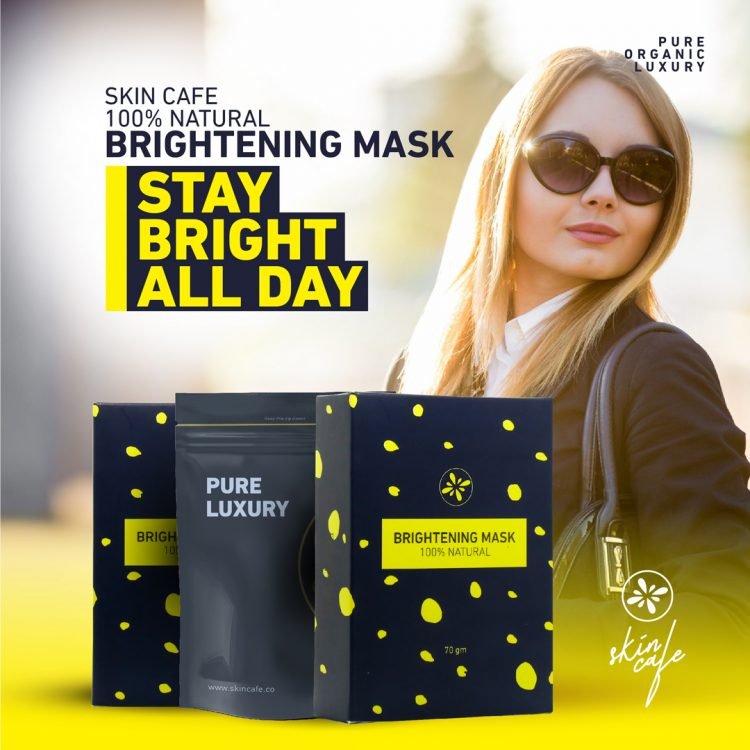 PURE
ORGANIC
LUXURY
SKIN CAFE
100% NATURAL
BRIGHTENING MASK
STAY
BRIGHT
ALL DAY
PURE
LUXURY
www.skincafe.co
BRIGHTENING MASK
100% NATURAL
70 gm
skin
cafe